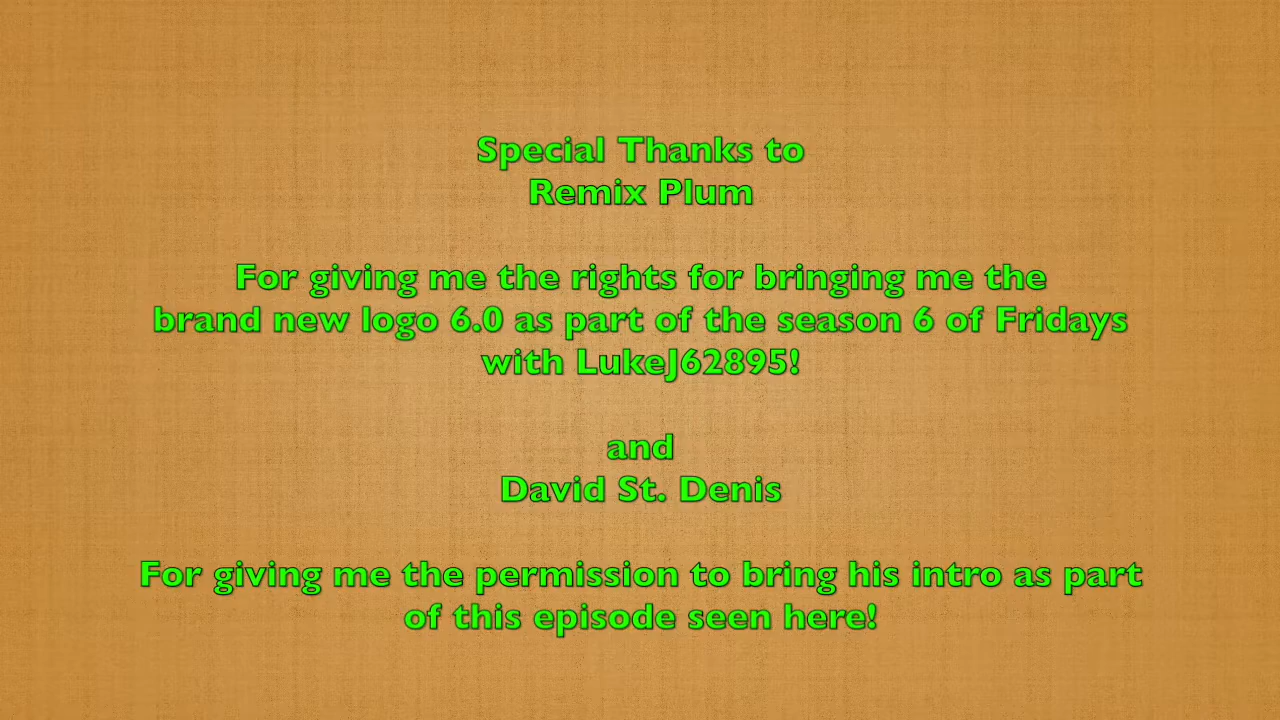 Special Thanks to
Remix Plum
For giving me the rights for bringing me the
brand new logo 6.0 as part of the season 6 of Fridays
with LukeJ62895!
and
David St. Denis
For giving me the permission to bring his intro as part
of this episode seen here!